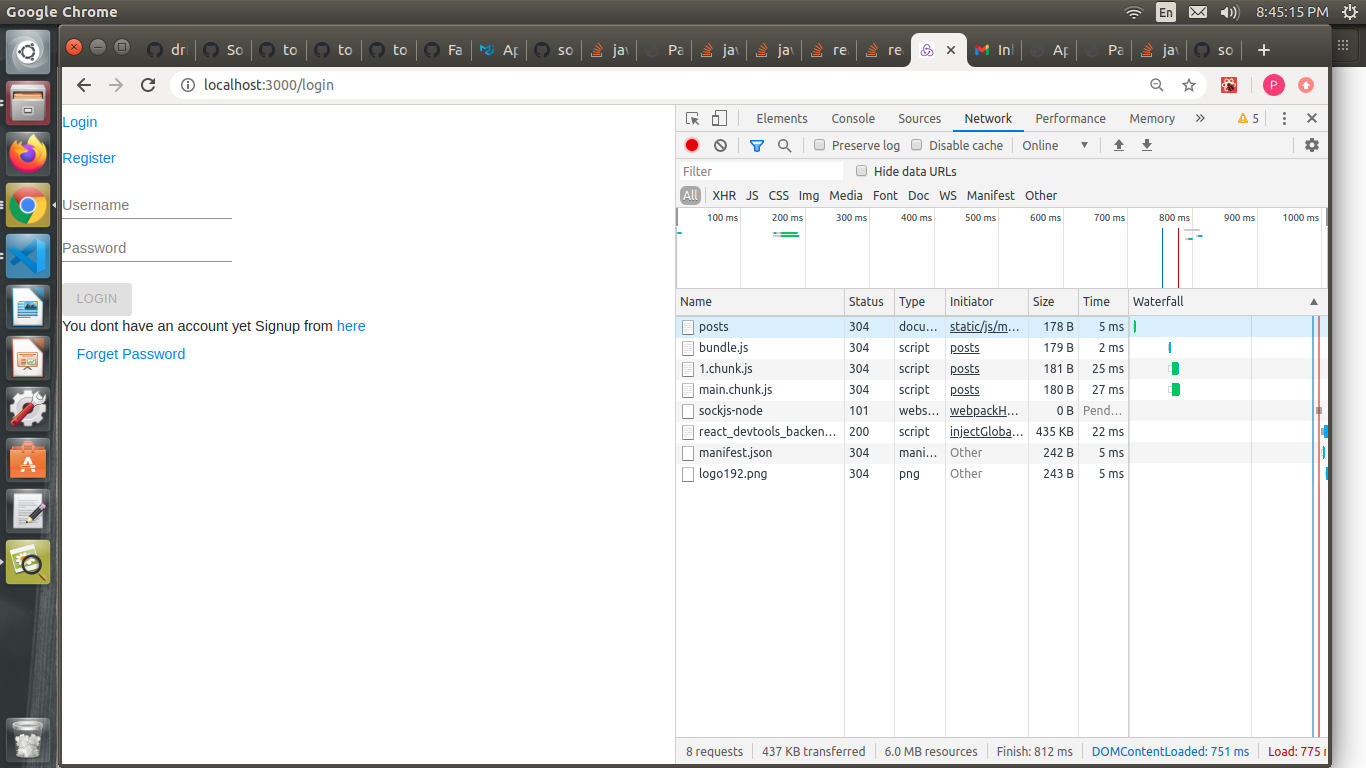 Google Chrome
En
8:45:15 PM
dr So to to to Fa Ap so jav Pa jav jav re re Inl Ap Pa jav so
localhost:3000/login
P
Login
Register
Username
Password
LOGIN
You dont have an account yet Signup from here
Forget Password
Elements Console Sources Network Performance Memory » 5
Preserve log Disable cache Online
Filter Hide data URLs
All XHR JS CSS Img Media Font Doc WS Manifest Other
100 ms 200 ms 300 ms 400 ms 500 ms 600 ms 700 ms 800 ms 900 ms 1000 ms
Name Status Type Initiator Size Time Waterfall
posts 304 docu... static/js/m... 178 B 5 ms
bundle.js 304 script posts 179 B 2 ms
1.chunk.js 304 script posts 181 B 25 ms
main.chunk.js 304 script posts 180 B 27 ms
sockjs-node 101 webs... webpackH... 0 B Pend...
react_devtools_backen... 200 script injectGloba... 435 KB 22 ms
manifest.json 304 mani... Other 242 B 5 ms
logo192.png 304 png Other 243 B 5 ms
8 requests 437 KB transferred 6.0 MB resources Finish: 812 ms DOMContentLoaded: 751 ms Load: 775